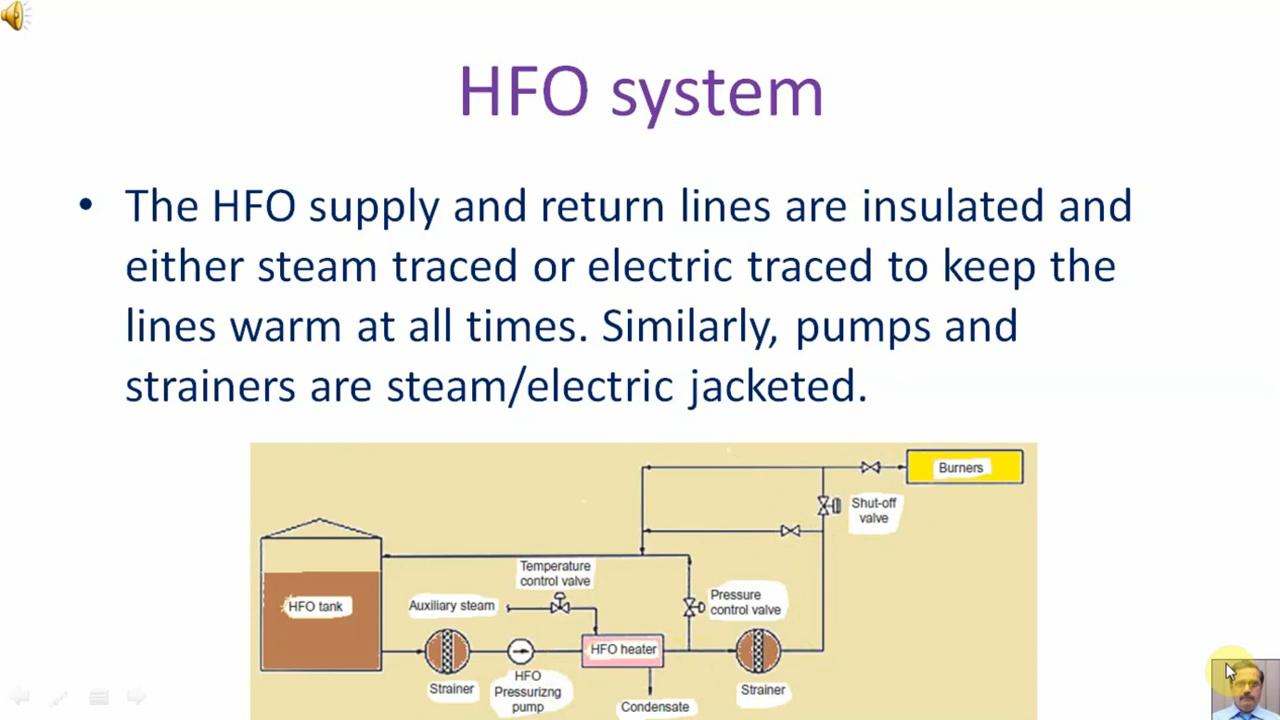 HFO system
• The HFO supply and return lines are insulated and
either steam traced or electric traced to keep the
lines warm at all times. Similarly, pumps and
strainers are steam/electric jacketed.
Burners
Shut-off
valve
Temperature
control valve
Pressure
control valve
HFO tank
Auxiliary steam
HFO heater
Strainer
HFO
Pressurizng
pump
Condensate
Strainer